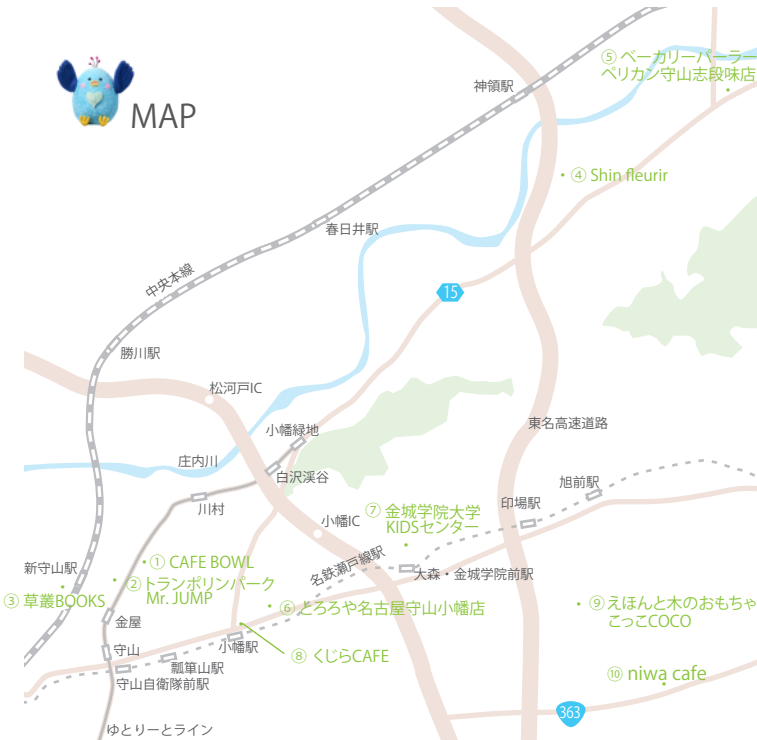 MAP
⑤ ベーカリーパーラー
ペリカン守山志段味店
神領駅
④ Shin fleurir
春日井駅
中央本線
15
勝川駅
松河戸IC
東名高速道路
小幡緑地
庄内川
白沢渓谷
旭前駅
川村
⑦ 金城学院大学
KIDSセンター
印場駅
小幡IC
名鉄瀬戸線駅
大森・金城学院前駅
① CAFE BOWL
新守山駅
② トランポリンパーク
Mr. JUMP
③ 草叢BOOKS
⑥ とろろや名古屋守山小幡店
⑨ えほんと木のおもちゃ
こっこCOCO
金屋
小幡駅
守山
⑧ くじらCAFE
瓢箪山駅
守山自衛隊前駅
⑩ niwa cafe
363
ゆとりーとライン